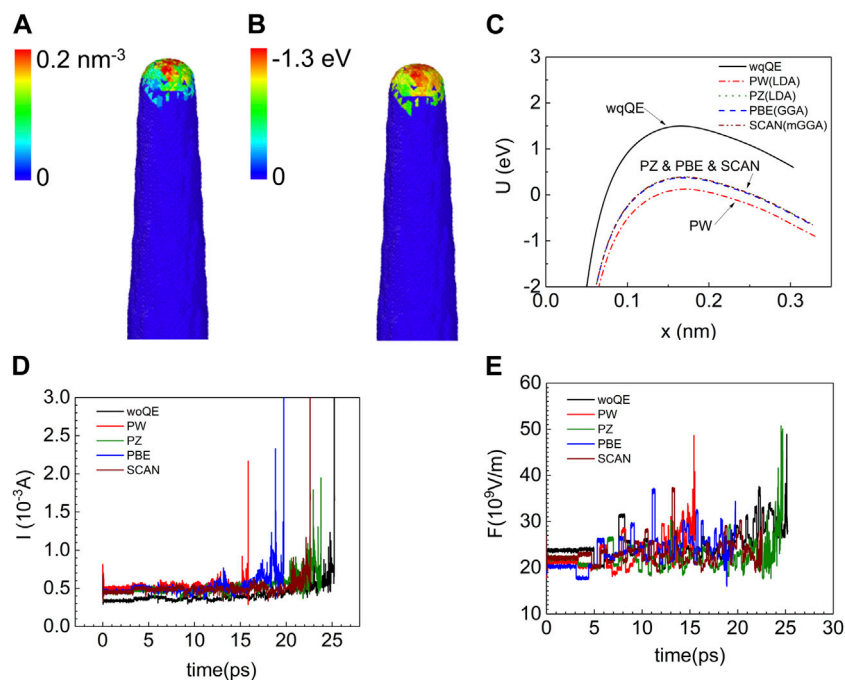 A
0.2 nm-3
0
B
-1.3 eV
0
C
3
2
1
0
-1
-2
U (eV)
0.0 0.1 0.2 0.3
x (nm)
wqQE
PW(LDA)
PZ(LDA)
PBE(GGA)
SCAN(mGGA)
wqQE
PZ & PBE & SCAN
PW
D
3.0
2.5
2.0
1.5
1.0
0.5
0.0
I (10-3A)
0 5 10 15 20 25
time(ps)
woQE
PW
PZ
PBE
SCAN
E
60
50
40
30
20
10
F(109V/m)
0 5 10 15 20 25 30
time(ps)
woQE
PW
PZ
PBE
SCAN